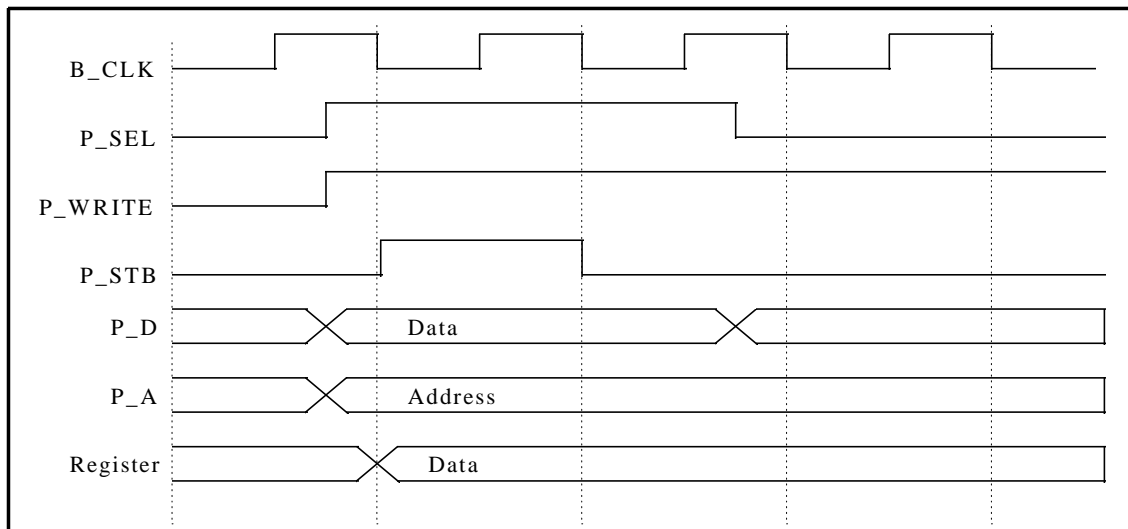 B_CLK
P_SEL
P_WRITE
P_STB
P_D Data
P_A Address
Register Data